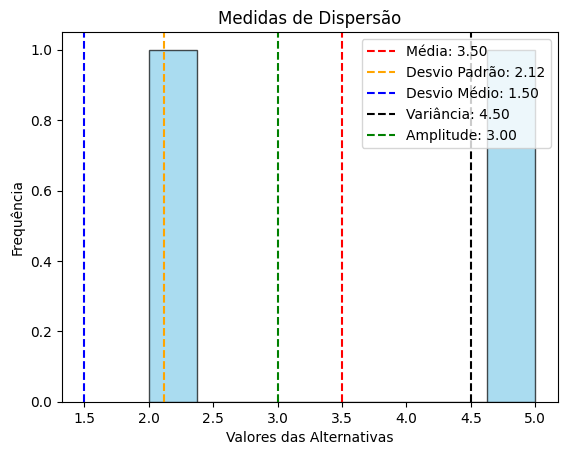 Medidas de Dispersão
Média: 3.50
Desvio Padrão: 2.12
Desvio Médio: 1.50
Variância: 4.50
Amplitude: 3.00
Frequência
1.0
0.8
0.6
0.4
0.2
0.0
1.5 2.0 2.5 3.0 3.5 4.0 4.5 5.0
Valores das Alternativas